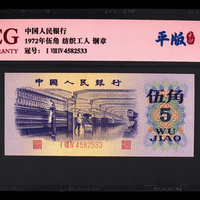 CG
RRANTY
中国人民银行
1972年伍角 纺织工人 铜章
冠号: I VIII IV 4582533
平版
中国人民银行
I VIII IV 4582533
伍角
5
WU
JIAO